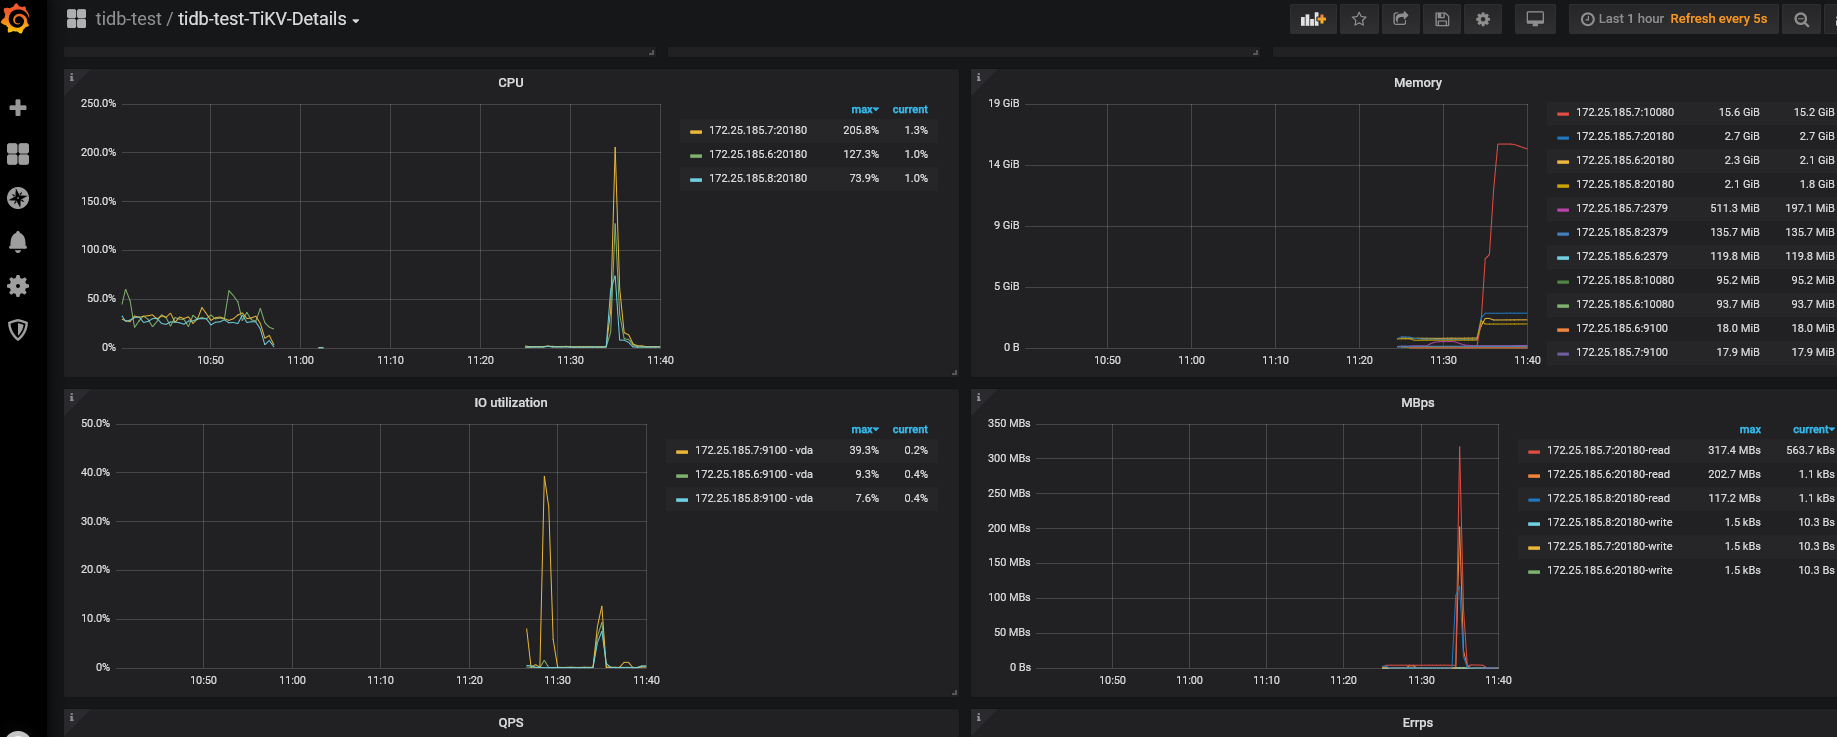 tidb-test / tidb-test-TiKV-Details
Last 1 hour Refresh every 5s
CPU
250.0%
200.0%
150.0%
100.0%
50.0%
0%
10:50 11:00 11:10 11:20 11:30 11:40
max current
172.25.185.7:20180 205.8% 1.3%
172.25.185.6:20180 127.3% 1.0%
172.25.185.8:20180 73.9% 1.0%
Memory
19 GiB
14 GiB
9 GiB
5 GiB
0 B
10:50 11:00 11:10 11:20 11:30 11:40
172.25.185.7:10080 15.6 GiB 15.2 GiB
172.25.185.7:20180 2.7 GiB 2.7 GiB
172.25.185.6:20180 2.3 GiB 2.1 GiB
172.25.185.8:20180 2.1 GiB 1.8 GiB
172.25.185.7:2379 511.3 MiB 197.1 MiB
172.25.185.8:2379 135.7 MiB 135.7 MiB
172.25.185.6:2379 119.8 MiB 119.8 MiB
172.25.185.8:10080 95.2 MiB 95.2 MiB
172.25.185.6:10080 93.7 MiB 93.7 MiB
172.25.185.6:9100 18.0 MiB 18.0 MiB
172.25.185.7:9100 17.9 MiB 17.9 MiB
IO utilization
50.0%
40.0%
30.0%
20.0%
10.0%
0%
10:50 11:00 11:10 11:20 11:30 11:40
max current
172.25.185.7:9100 - vda 39.3% 0.2%
172.25.185.6:9100 - vda 9.3% 0.4%
172.25.185.8:9100 - vda 7.6% 0.4%
MBps
350 MBs
300 MBs
250 MBs
200 MBs
150 MBs
100 MBs
50 MBs
0 Bs
10:50 11:00 11:10 11:20 11:30 11:40
max current
172.25.185.7:20180-read 317.4 MBs 563.7 kBs
172.25.185.6:20180-read 202.7 MBs 1.1 kBs
172.25.185.8:20180-read 117.2 MBs 1.1 kBs
172.25.185.8:20180-write 1.5 kBs 10.3 Bs
172.25.185.7:20180-write 1.5 kBs 10.3 Bs
172.25.185.6:20180-write 1.5 kBs 10.3 Bs
QPS
Errps